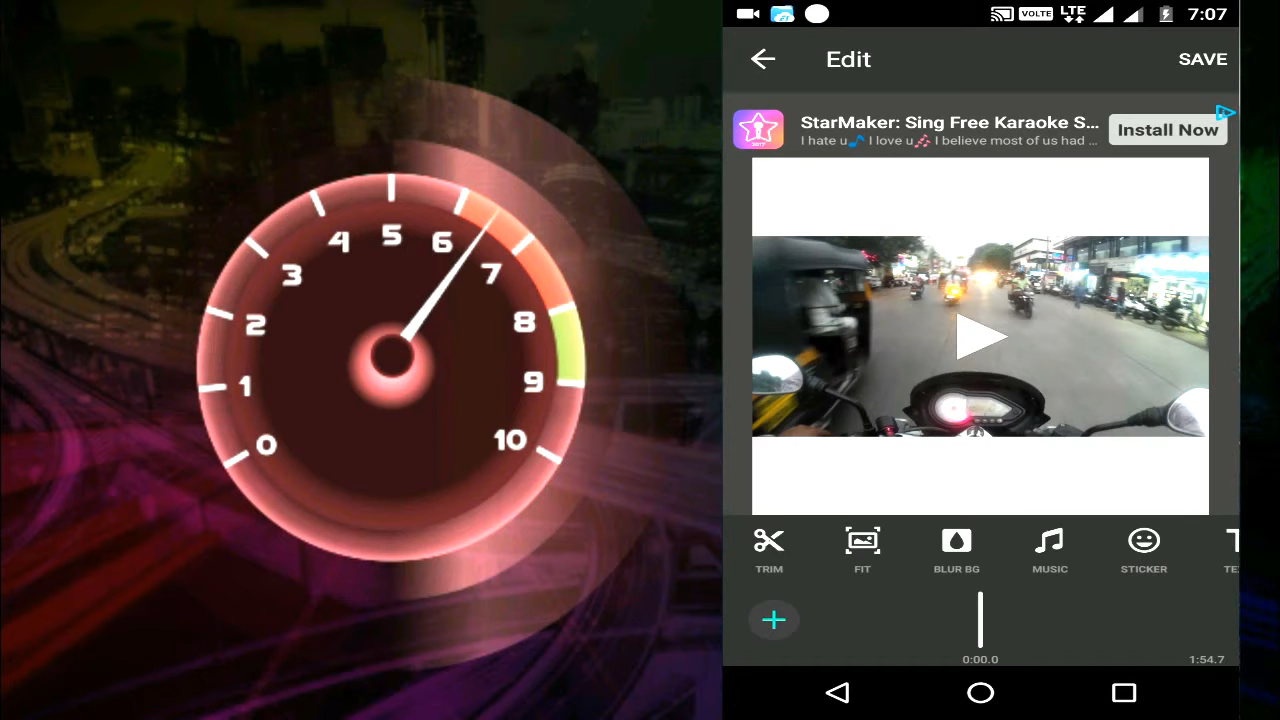 0
1
2
3
4
5
6
7
8
9
10
VOLTE LTE 7:07
Edit SAVE
StarMaker: Sing Free Karaoke S...
I hate u🎵 I love u🎶 I believe most of us had ...
Install Now
TRIM FIT BLUR BG MUSIC STICKER TE
0:00.0 1:54.7